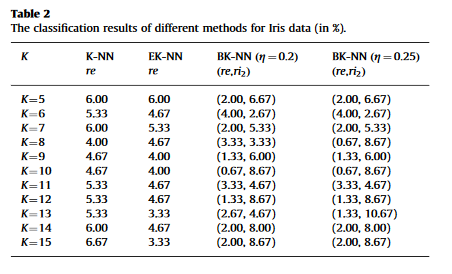 Table 2
The classification results of different methods for Iris data (in %).
K K-NN EK-NN BK-NN (η=0.2) BK-NN (η=0.25)
re re (re,ri₂) (re,ri₂)
K=5 6.00 6.00 (2.00, 6.67) (2.00, 6.67)
K=6 5.33 4.67 (4.00, 2.67) (4.00, 2.67)
K=7 6.00 5.33 (2.00, 5.33) (2.00, 5.33)
K=8 4.00 4.67 (3.33, 3.33) (0.67, 8.67)
K=9 4.67 4.00 (1.33, 6.00) (1.33, 6.00)
K=10 4.67 4.00 (0.67, 8.67) (0.67, 8.67)
K=11 5.33 4.67 (3.33, 4.67) (3.33, 4.67)
K=12 5.33 4.67 (1.33, 8.67) (1.33, 8.67)
K=13 5.33 3.33 (2.67, 4.67) (1.33, 10.67)
K=14 6.00 4.67 (2.00, 8.00) (2.00, 8.00)
K=15 6.67 3.33 (2.00, 8.67) (2.00, 8.67)